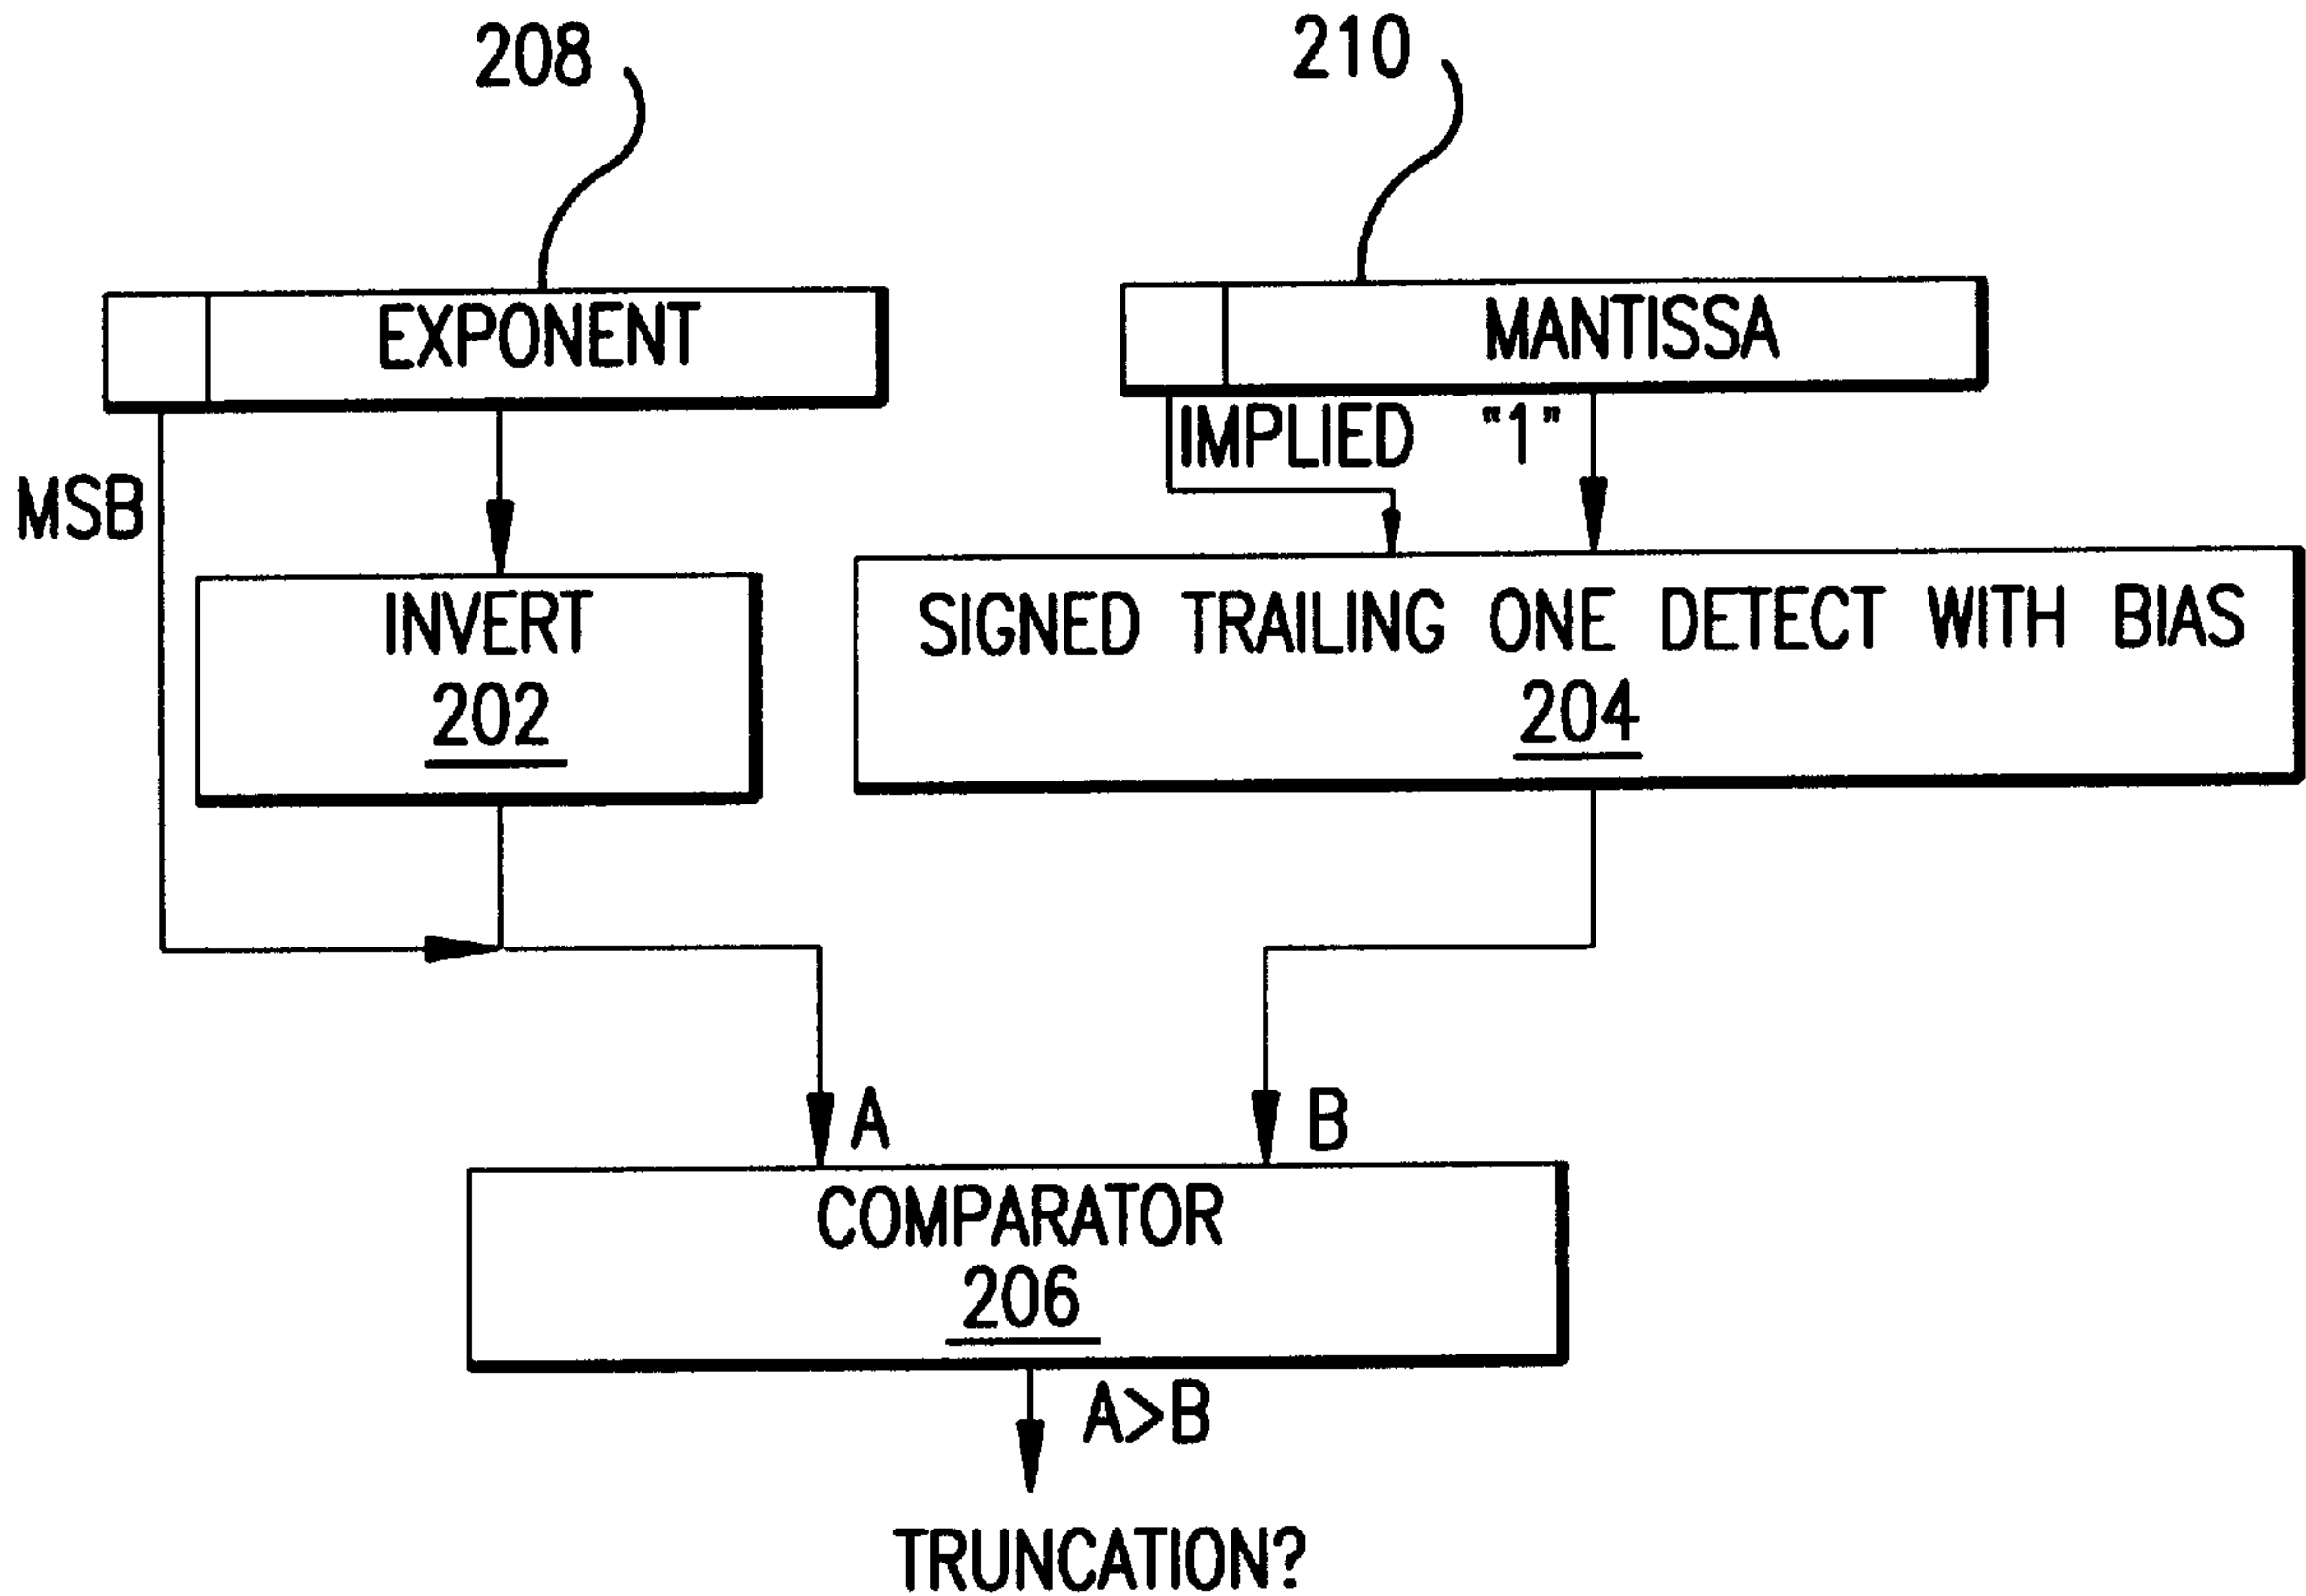 208
210
EXPONENT
MANTISSA
IMPLIED "1"
MSB
INVERT
202
SIGNED TRAILING ONE DETECT WITH BIAS
204
A
B
COMPARATOR
206
A>B
TRUNCATION?